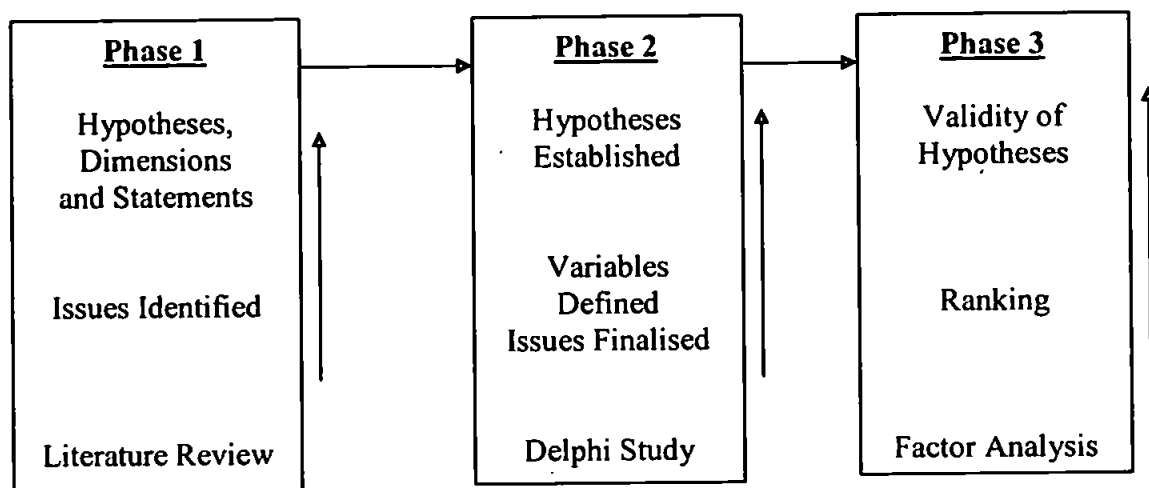 Phase 1
Hypotheses,
Dimensions
and Statements
Issues Identified
Literature Review
Phase 2
Hypotheses
Established
Variables
Defined
Issues Finalised
Delphi Study
Phase 3
Validity of
Hypotheses
Ranking
Factor Analysis